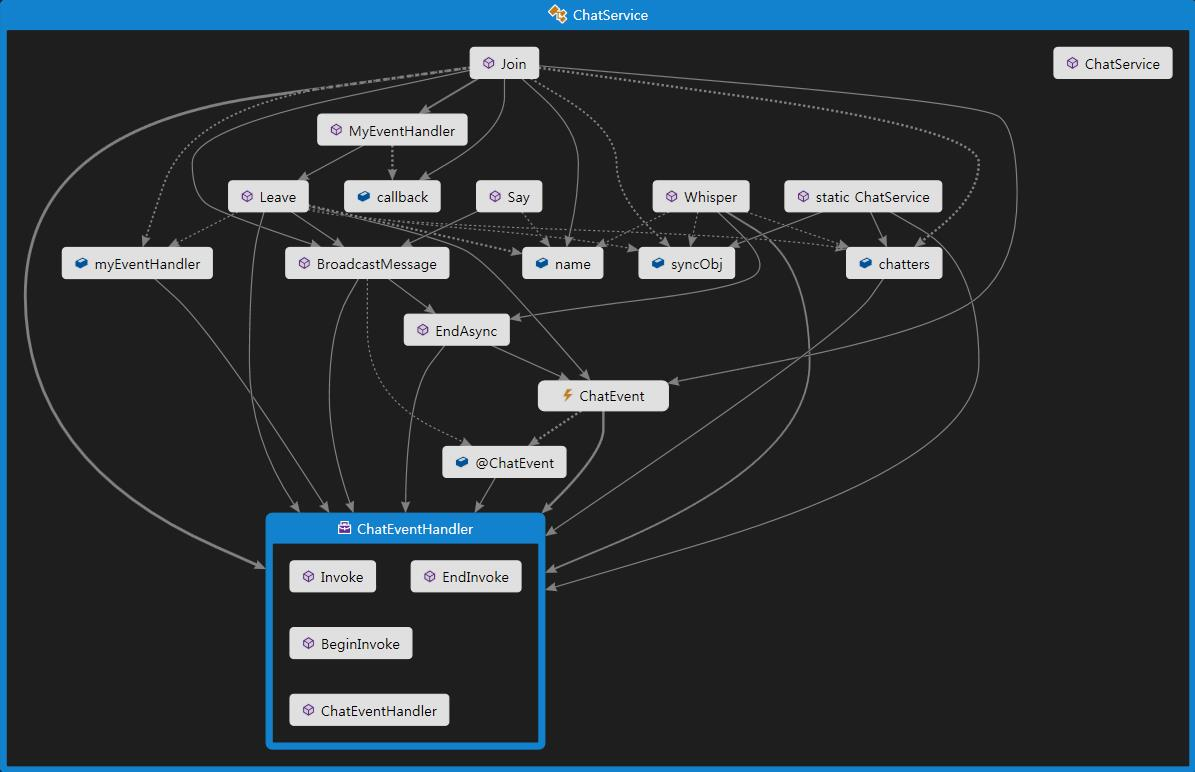 ChatService
Join
ChatService
MyEventHandler
Leave
callback
Say
Whisper
static ChatService
myEventHandler
BroadcastMessage
name
syncObj
chatters
EndAsync
ChatEvent
@ChatEvent
ChatEventHandler
Invoke
EndInvoke
BeginInvoke
ChatEventHandler